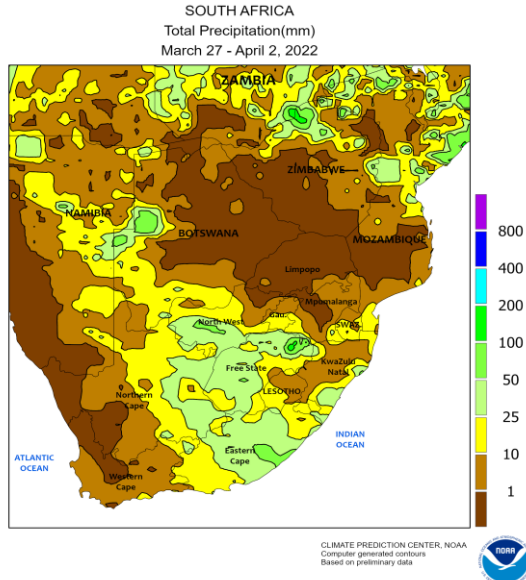 SOUTH AFRICA
Total Precipitation(mm)
March 27 - April 2, 2022
ZAMBIA
ZIMBABWE
NAMIBIA
BOTSWANA
MOZAMBIQUE
Limpopo
Mpumalanga
North West
Gau.
SWAZ.
Free State
KwaZulu
Natal
LESOTHO
Northern
Cape
Eastern
Cape
Western
Cape
ATLANTIC
OCEAN
INDIAN
OCEAN
800
400
200
100
50
25
10
1
CLIMATE PREDICTION CENTER, NOAA
Computer generated contours
Based on preliminary data
NOAA